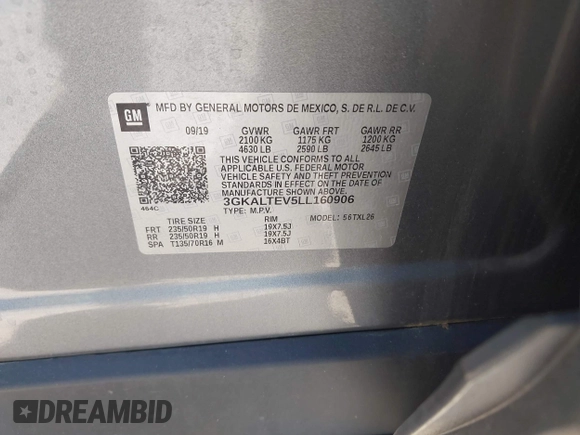 GM
MFD BY GENERAL MOTORS DE MEXICO, S. DE R.L. DE C.V.
09/19 GVWR GAWR FRT GAWR RR
2100 KG 1175 KG 1200 KG
4630 LB 2590 LB 2645 LB
THIS VEHICLE CONFORMS TO ALL
APPLICABLE U.S. FEDERAL MOTOR
VEHICLE SAFETY AND THEFT
PREVENTION STANDARDS IN
EFFECT ON THE DATE OF
MANUFACTURE SHOWN ABOVE.
3GKALTEV5LL160906
464C TYPE: M.P.V. MODEL: 56TXL26
TIRE SIZE RIM
FRT 235/50R19 H 19X7.5J
RR 235/50R19 H 19X7.5J
SPA T135/70R16 M 16X4BT
DREAMBID